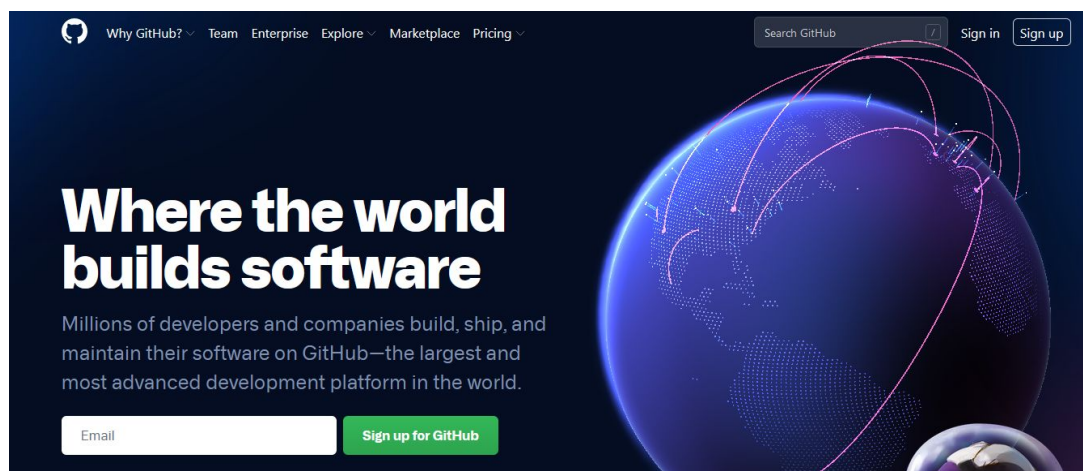 Why GitHub? Team Enterprise Explore Marketplace Pricing Search GitHub / Sign in Sign up
Where the world
builds software
Millions of developers and companies build, ship, and
maintain their software on GitHub—the largest and
most advanced development platform in the world.
Email Sign up for GitHub